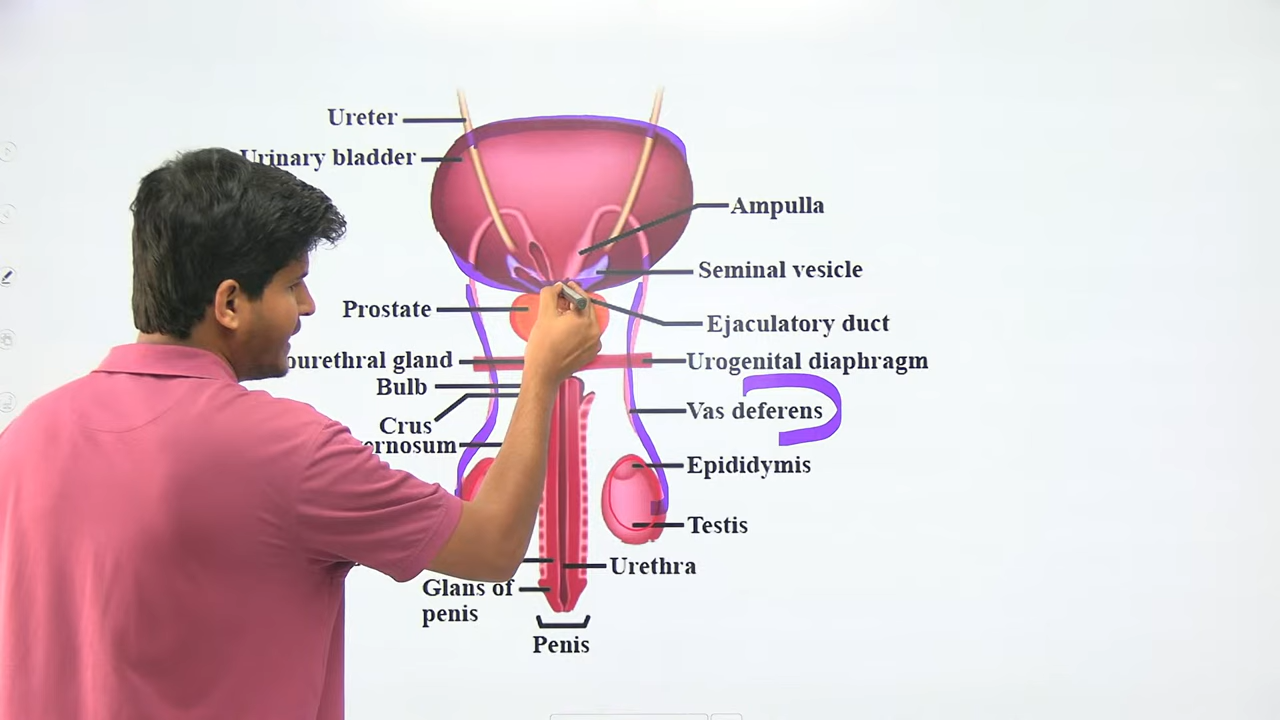 Ureter
Urinary bladder
Ampulla
Seminal vesicle
Prostate
Ejaculatory duct
ourethral gland
Urogenital diaphragm
Bulb
Vas deferens
Crus
ernosum
Epididymis
Testis
Urethra
Glans of
penis
Penis